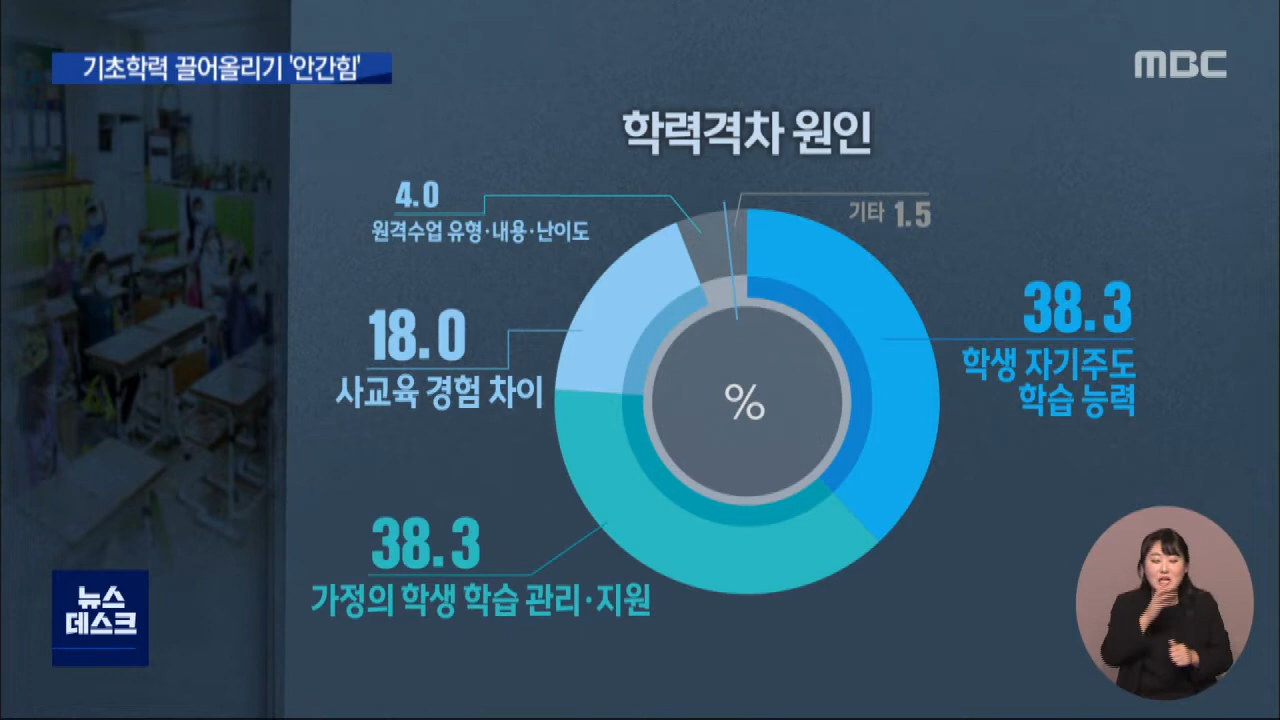 기초학력 끌어올리기 '안간힘'
MBC
학력격차 원인
4.0
원격수업 유형·내용·난이도
기타 1.5
38.3
학생 자기주도
학습 능력
18.0
사교육 경험 차이
%
38.3
가정의 학생 학습 관리·지원
뉴스
데스크